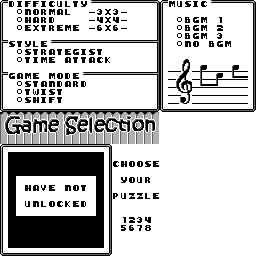 DIFFICULTY
NORMAL -3X3-
HARD -4X4-
EXTREME -6X6-
STYLE
STRATEGIST
TIME ATTACK
GAME MODE
STANDARD
TWIST
SHIFT
MUSIC
BGM 1
BGM 2
BGM 3
NO BGM
Game Selection
HAVE NOT
UNLOCKED
CHOOSE
YOUR
PUZZLE
1234
5678